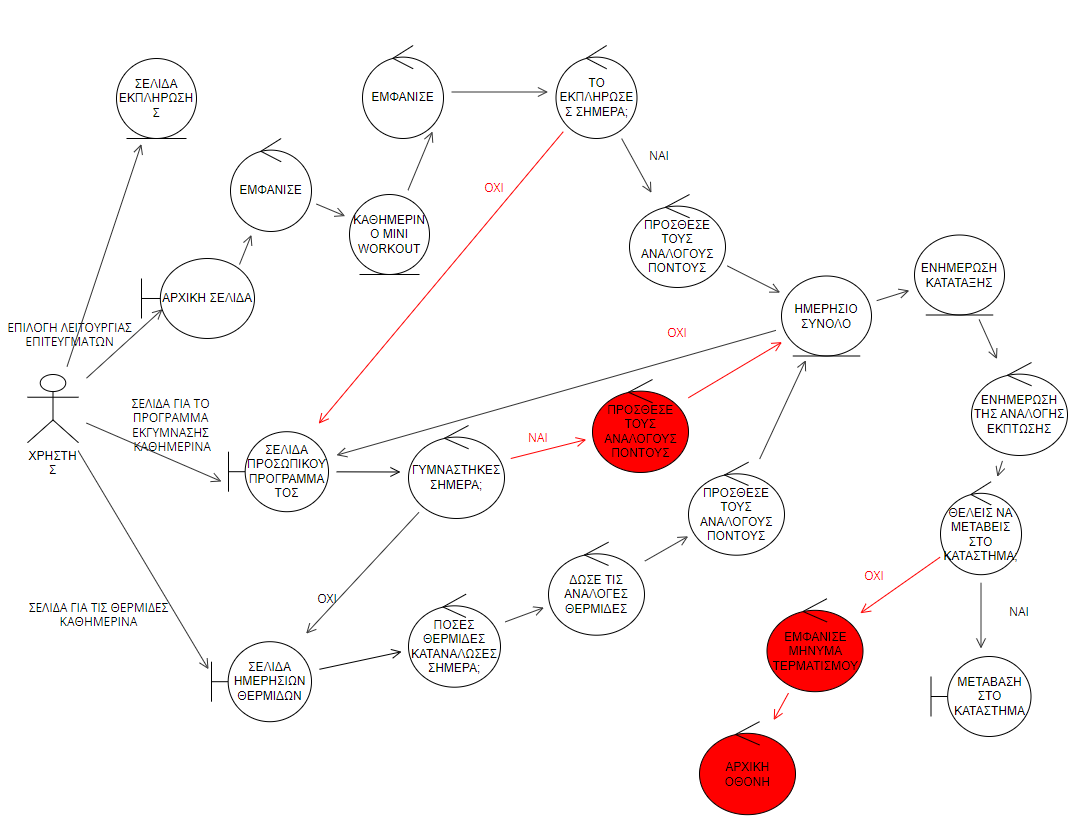 ΣΕΛΙΔΑ
ΕΚΠΛΗΡΩΣΗ
Σ
ΕΜΦΑΝΙΣΕ
ΤΟ
ΕΚΠΛΗΡΩΣΕ
Σ ΣΗΜΕΡΑ;
ΝΑΙ
ΟΧΙ
ΕΜΦΑΝΙΣΕ
ΚΑΘΗΜΕΡΙΝ
Ο MINI
WORKOUT
ΠΡΟΣΘΕΣΕ
ΤΟΥΣ
ΑΝΑΛΟΓΟΥΣ
ΠΟΝΤΟΥΣ
ΑΡΧΙΚΗ ΣΕΛΙΔΑ
ΗΜΕΡΗΣΙΟ
ΣΥΝΟΛΟ
ΕΝΗΜΕΡΩΣΗ
ΚΑΤΑΤΑΞΗΣ
ΕΠΙΛΟΓΗ ΛΕΙΤΟΥΡΓΙΑΣ
ΕΠΙΤΕΥΓΜΑΤΩΝ
ΟΧΙ
ΧΡΗΣΤΗ
Σ
ΣΕΛΙΔΑ ΓΙΑ ΤΟ
ΠΡΟΓΡΑΜΜΑ
ΕΚΓΥΜΝΑΣΗΣ
ΚΑΘΗΜΕΡΙΝΑ
ΣΕΛΙΔΑ
ΠΡΟΣΩΠΙΚΟΥ
ΠΡΟΓΡΑΜΜΑ
ΤΟΣ
ΓΥΜΝΑΣΤΗΚΕΣ
ΣΗΜΕΡΑ;
ΝΑΙ
ΠΡΟΣΘΕΣΕ
ΤΟΥΣ
ΑΝΑΛΟΓΟΥΣ
ΠΟΝΤΟΥΣ
ΕΝΗΜΕΡΩΣΗ
ΤΗΣ ΑΝΑΛΟΓΗΣ
ΕΚΠΤΩΣΗΣ
ΠΡΟΣΘΕΣΕ
ΤΟΥΣ
ΑΝΑΛΟΓΟΥΣ
ΠΟΝΤΟΥΣ
ΘΕΛΕΙΣ ΝΑ
ΜΕΤΑΒΕΙΣ
ΣΤΟ
ΚΑΤΑΣΤΗΜΑ;
ΟΧΙ
ΝΑΙ
ΟΧΙ
ΔΩΣΕ ΤΙΣ
ΑΝΑΛΟΓΕΣ
ΘΕΡΜΙΔΕΣ
ΣΕΛΙΔΑ ΓΙΑ ΤΙΣ ΘΕΡΜΙΔΕΣ
ΚΑΘΗΜΕΡΙΝΑ
ΠΟΣΕΣ
ΘΕΡΜΙΔΕΣ
ΚΑΤΑΝΑΛΩΣΕΣ
ΣΗΜΕΡΑ;
ΣΕΛΙΔΑ
ΗΜΕΡΗΣΙΩΝ
ΘΕΡΜΙΔΩΝ
ΕΜΦΑΝΙΣΕ
ΜΗΝΥΜΑ
ΤΕΡΜΑΤΙΣΜΟΥ
ΜΕΤΑΒΑΣΗ
ΣΤΟ
ΚΑΤΑΣΤΗΜΑ
ΑΡΧΙΚΗ
ΟΘΟΝΗ